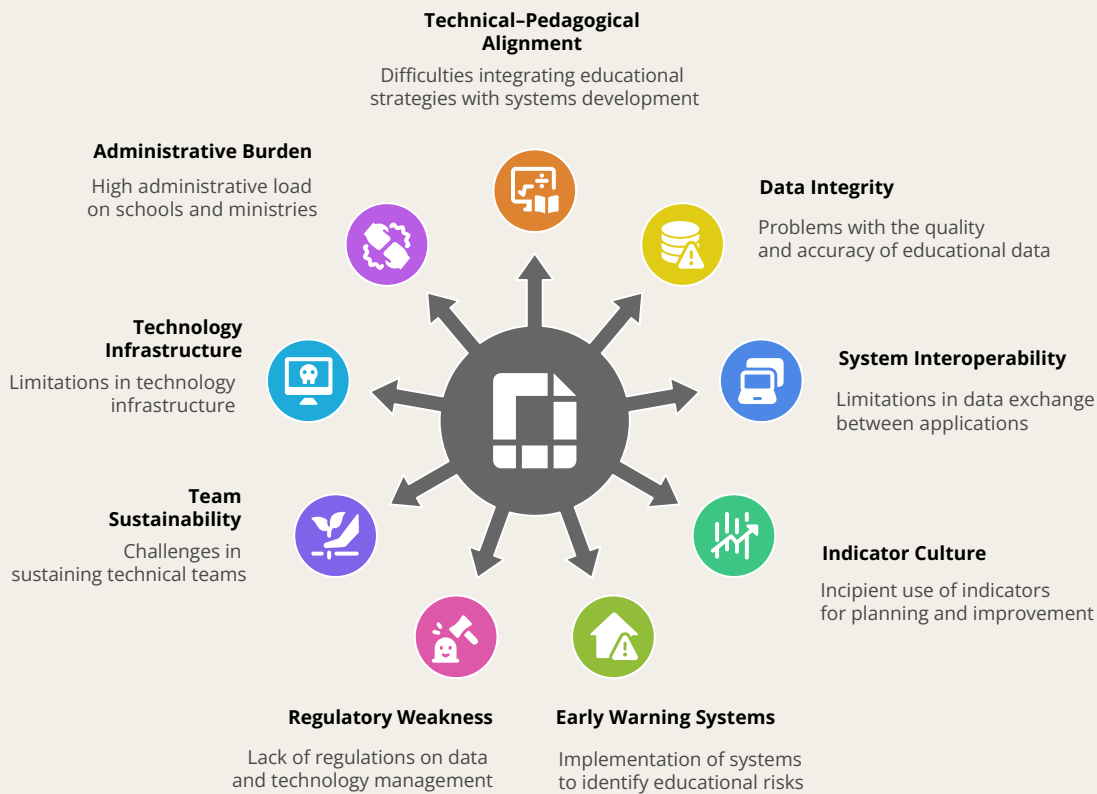 Technical–Pedagogical
Alignment
Difficulties integrating educational
strategies with systems development
Administrative Burden
High administrative load
on schools and ministries
Data Integrity
Problems with the quality
and accuracy of educational data
Technology
Infrastructure
Limitations in technology
infrastructure
System Interoperability
Limitations in data exchange
between applications
Team
Sustainability
Challenges in
sustaining technical teams
Indicator Culture
Incipient use of indicators
for planning and improvement
Regulatory Weakness
Lack of regulations on data
and technology management
Early Warning Systems
Implementation of systems
to identify educational risks